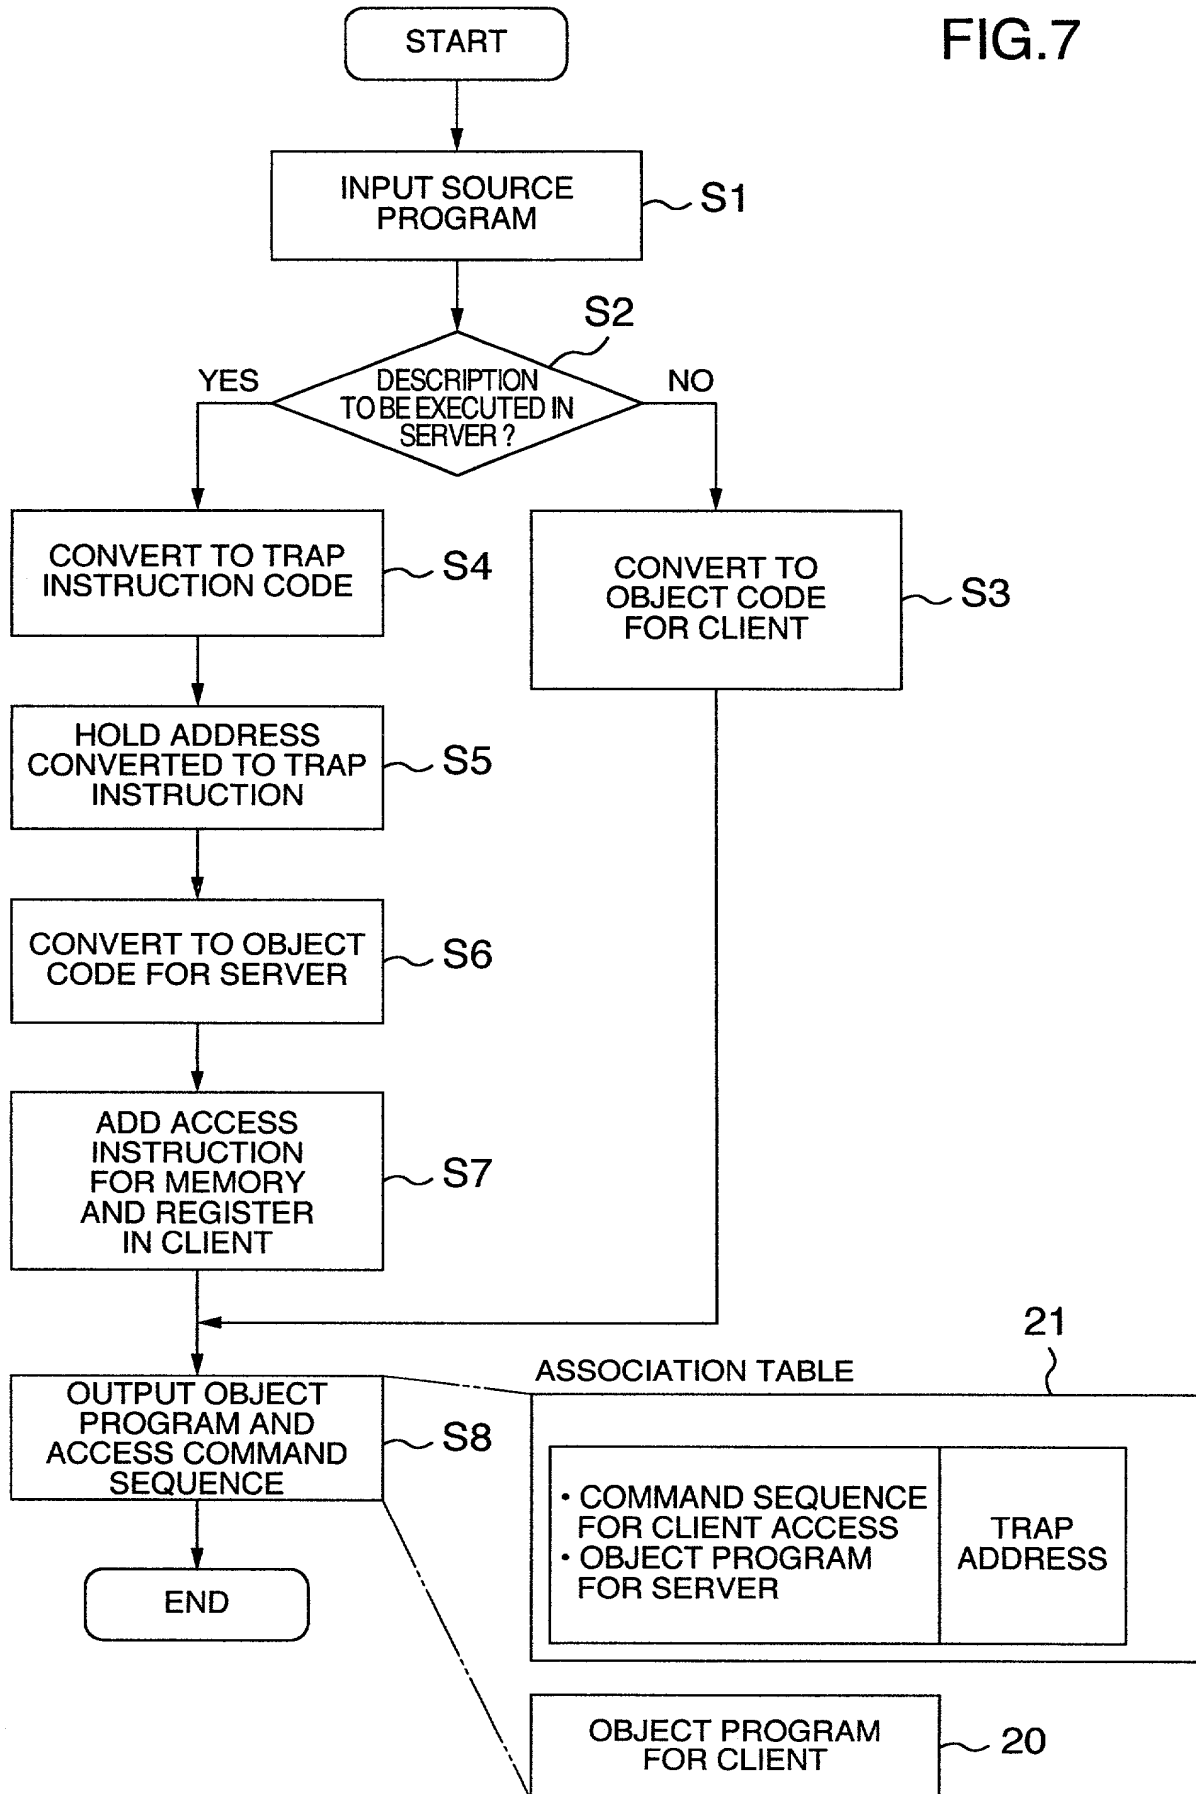 START
FIG.7
INPUT SOURCE
PROGRAM
S1
S2
YES
DESCRIPTION
TO BE EXECUTED IN
SERVER ?
NO
CONVERT TO TRAP
INSTRUCTION CODE
S4
CONVERT TO
OBJECT CODE
FOR CLIENT
S3
HOLD ADDRESS
CONVERTED TO TRAP
INSTRUCTION
S5
CONVERT TO OBJECT
CODE FOR SERVER
S6
ADD ACCESS
INSTRUCTION
FOR MEMORY
AND REGISTER
IN CLIENT
S7
OUTPUT OBJECT
PROGRAM AND
ACCESS COMMAND
SEQUENCE
S8
END
21
ASSOCIATION TABLE
• COMMAND SEQUENCE
FOR CLIENT ACCESS
• OBJECT PROGRAM
FOR SERVER
TRAP
ADDRESS
OBJECT PROGRAM
FOR CLIENT
20